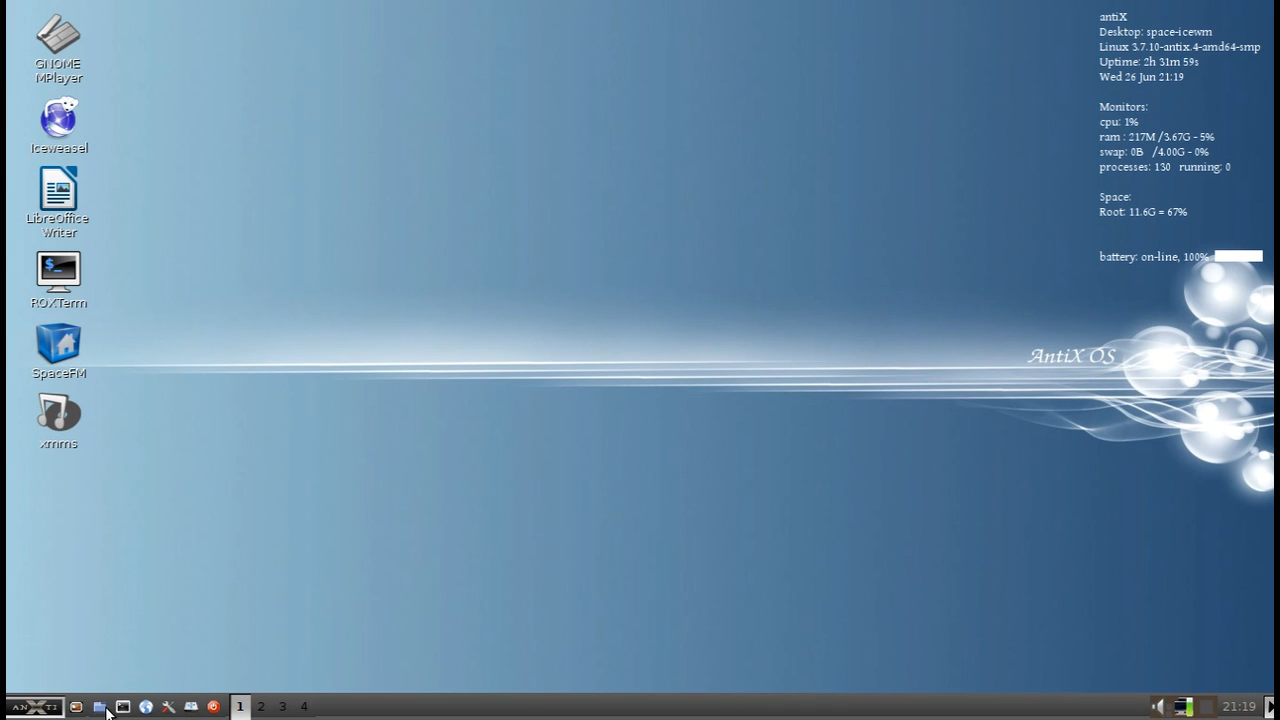 GNOME
MPlayer
Iceweasel
LibreOffice
Writer
$_
ROXTerm
SpaceFM
xmms
antiX
Desktop: space-icewm
Linux 3.7.10-antix.4-amd64-smp
Uptime: 2h 31m 59s
Wed 26 Jun 21:19
Monitors:
cpu: 1%
ram : 217M /3.67G - 5%
swap: 0B /4.00G - 0%
processes: 130 running: 0
Space:
Root: 11.6G = 67%
battery: on-line, 100%
AntiX OS
ANXTI
1 2 3 4
21:19